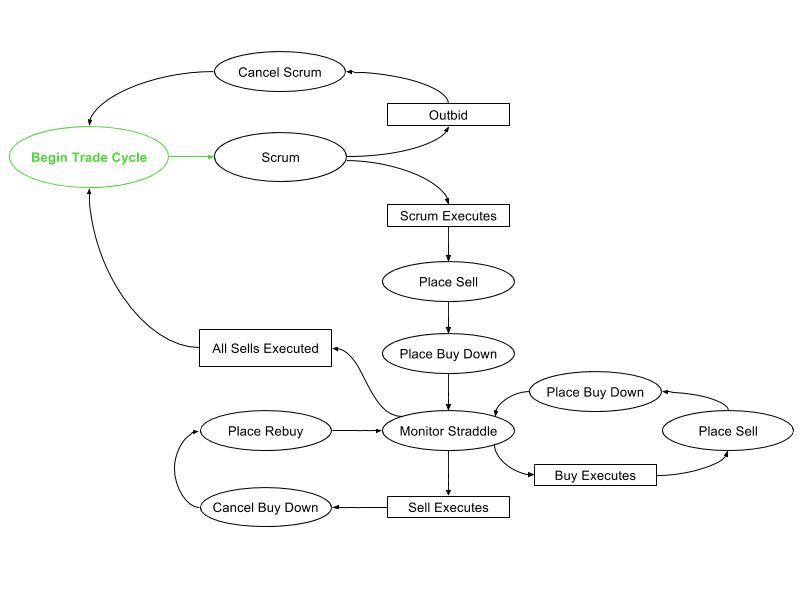 Cancel Scrum
Outbid
Begin Trade Cycle
Scrum
Scrum Executes
Place Sell
All Sells Executed
Place Buy Down
Place Buy Down
Place Rebuy
Monitor Straddle
Place Sell
Buy Executes
Cancel Buy Down
Sell Executes